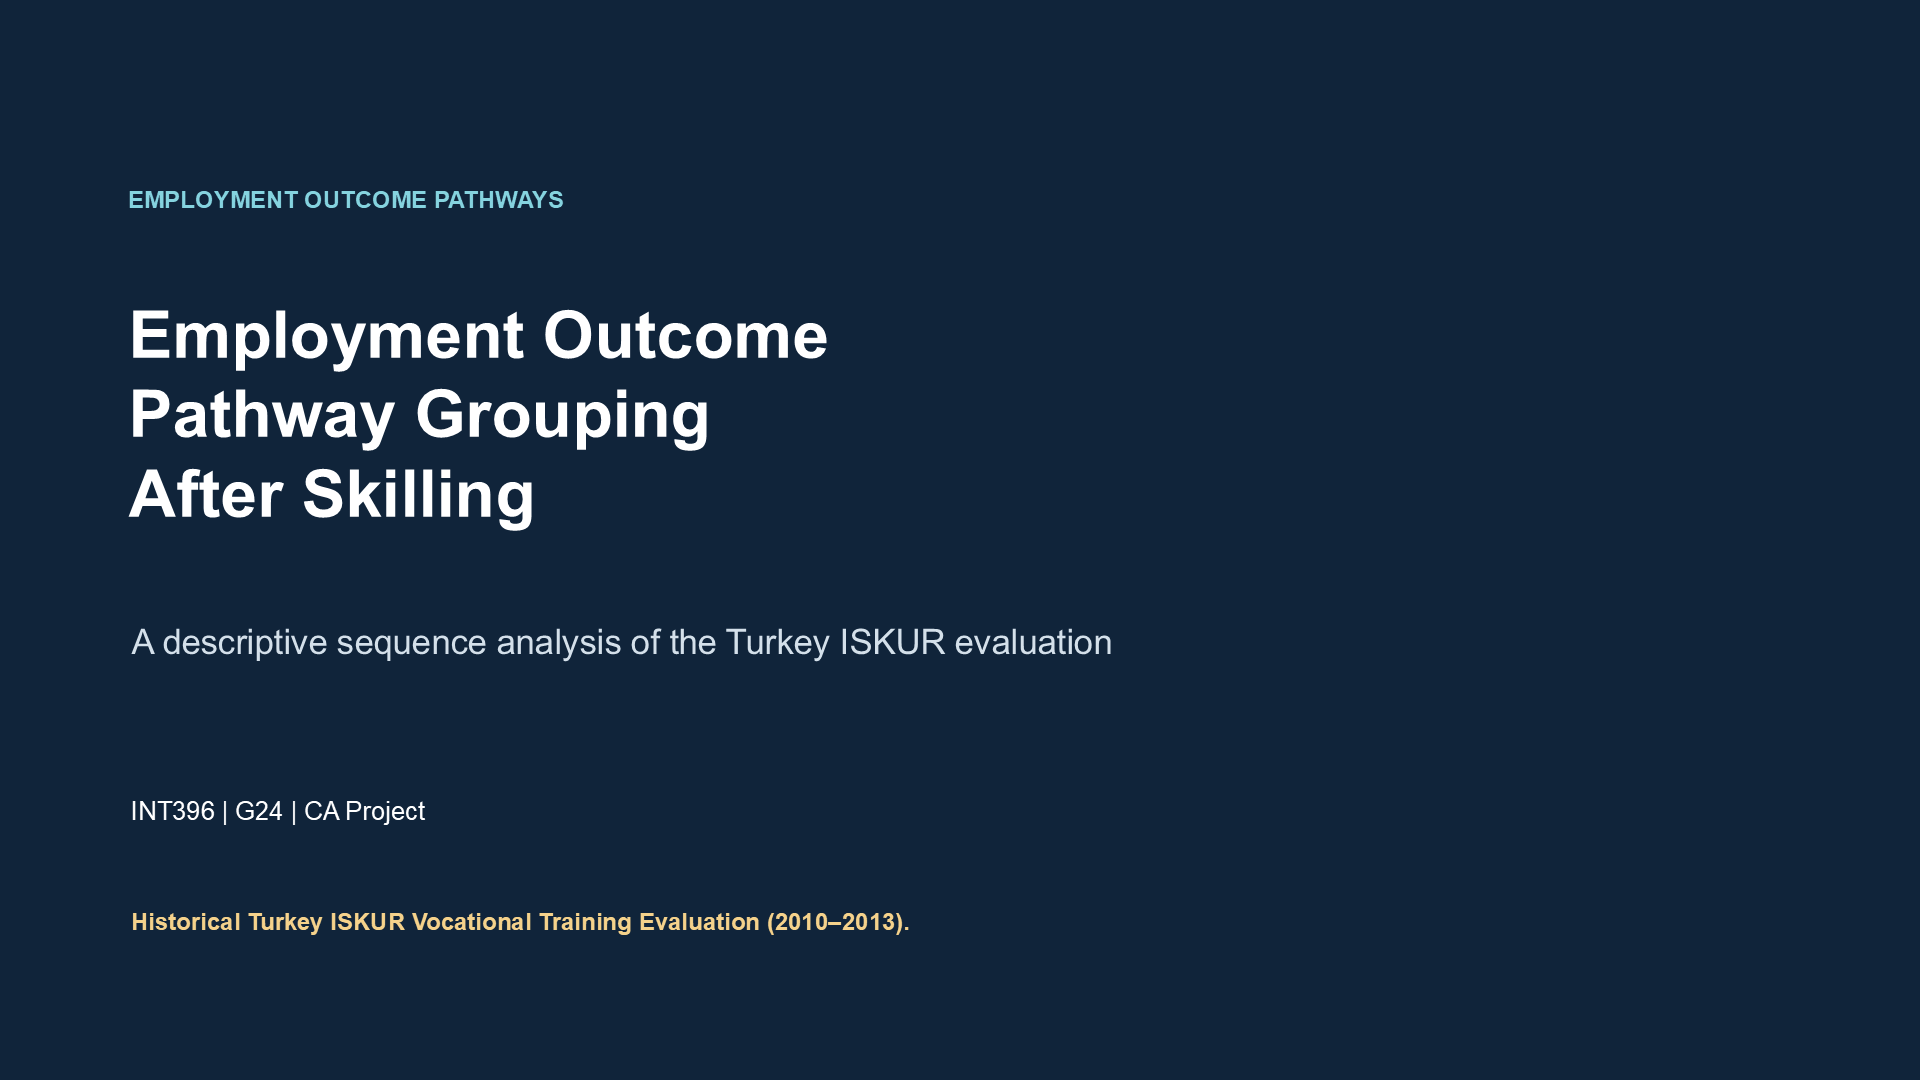 EMPLOYMENT OUTCOME PATHWAYS
Employment Outcome
Pathway Grouping
After Skilling
A descriptive sequence analysis of the Turkey ISKUR evaluation
INT396 | G24 | CA Project
Historical Turkey ISKUR Vocational Training Evaluation (2010–2013).